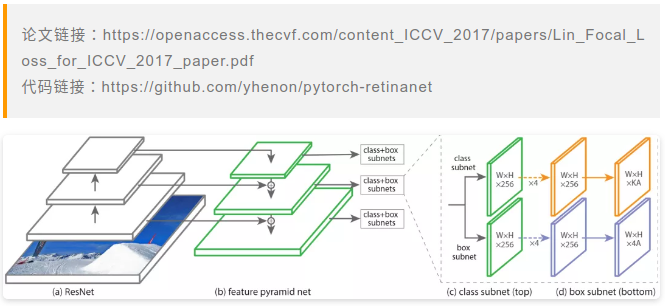 论文链接：https://openaccess.thecvf.com/content_ICCV_2017/papers/Lin_Focal_L
oss_for_ICCV_2017_paper.pdf
代码链接：https://github.com/yhenon/pytorch-retinanet
class+box
subnets
class+box
subnets
class+box
subnets
class
subnet
W×H
×256
×4
W×H
×256
W×H
×KA
box
subnet
W×H
×256
×4
W×H
×256
W×H
×4A
(a) ResNet
(b) feature pyramid net
(c) class subnet (top)
(d) box subnet (bottom)